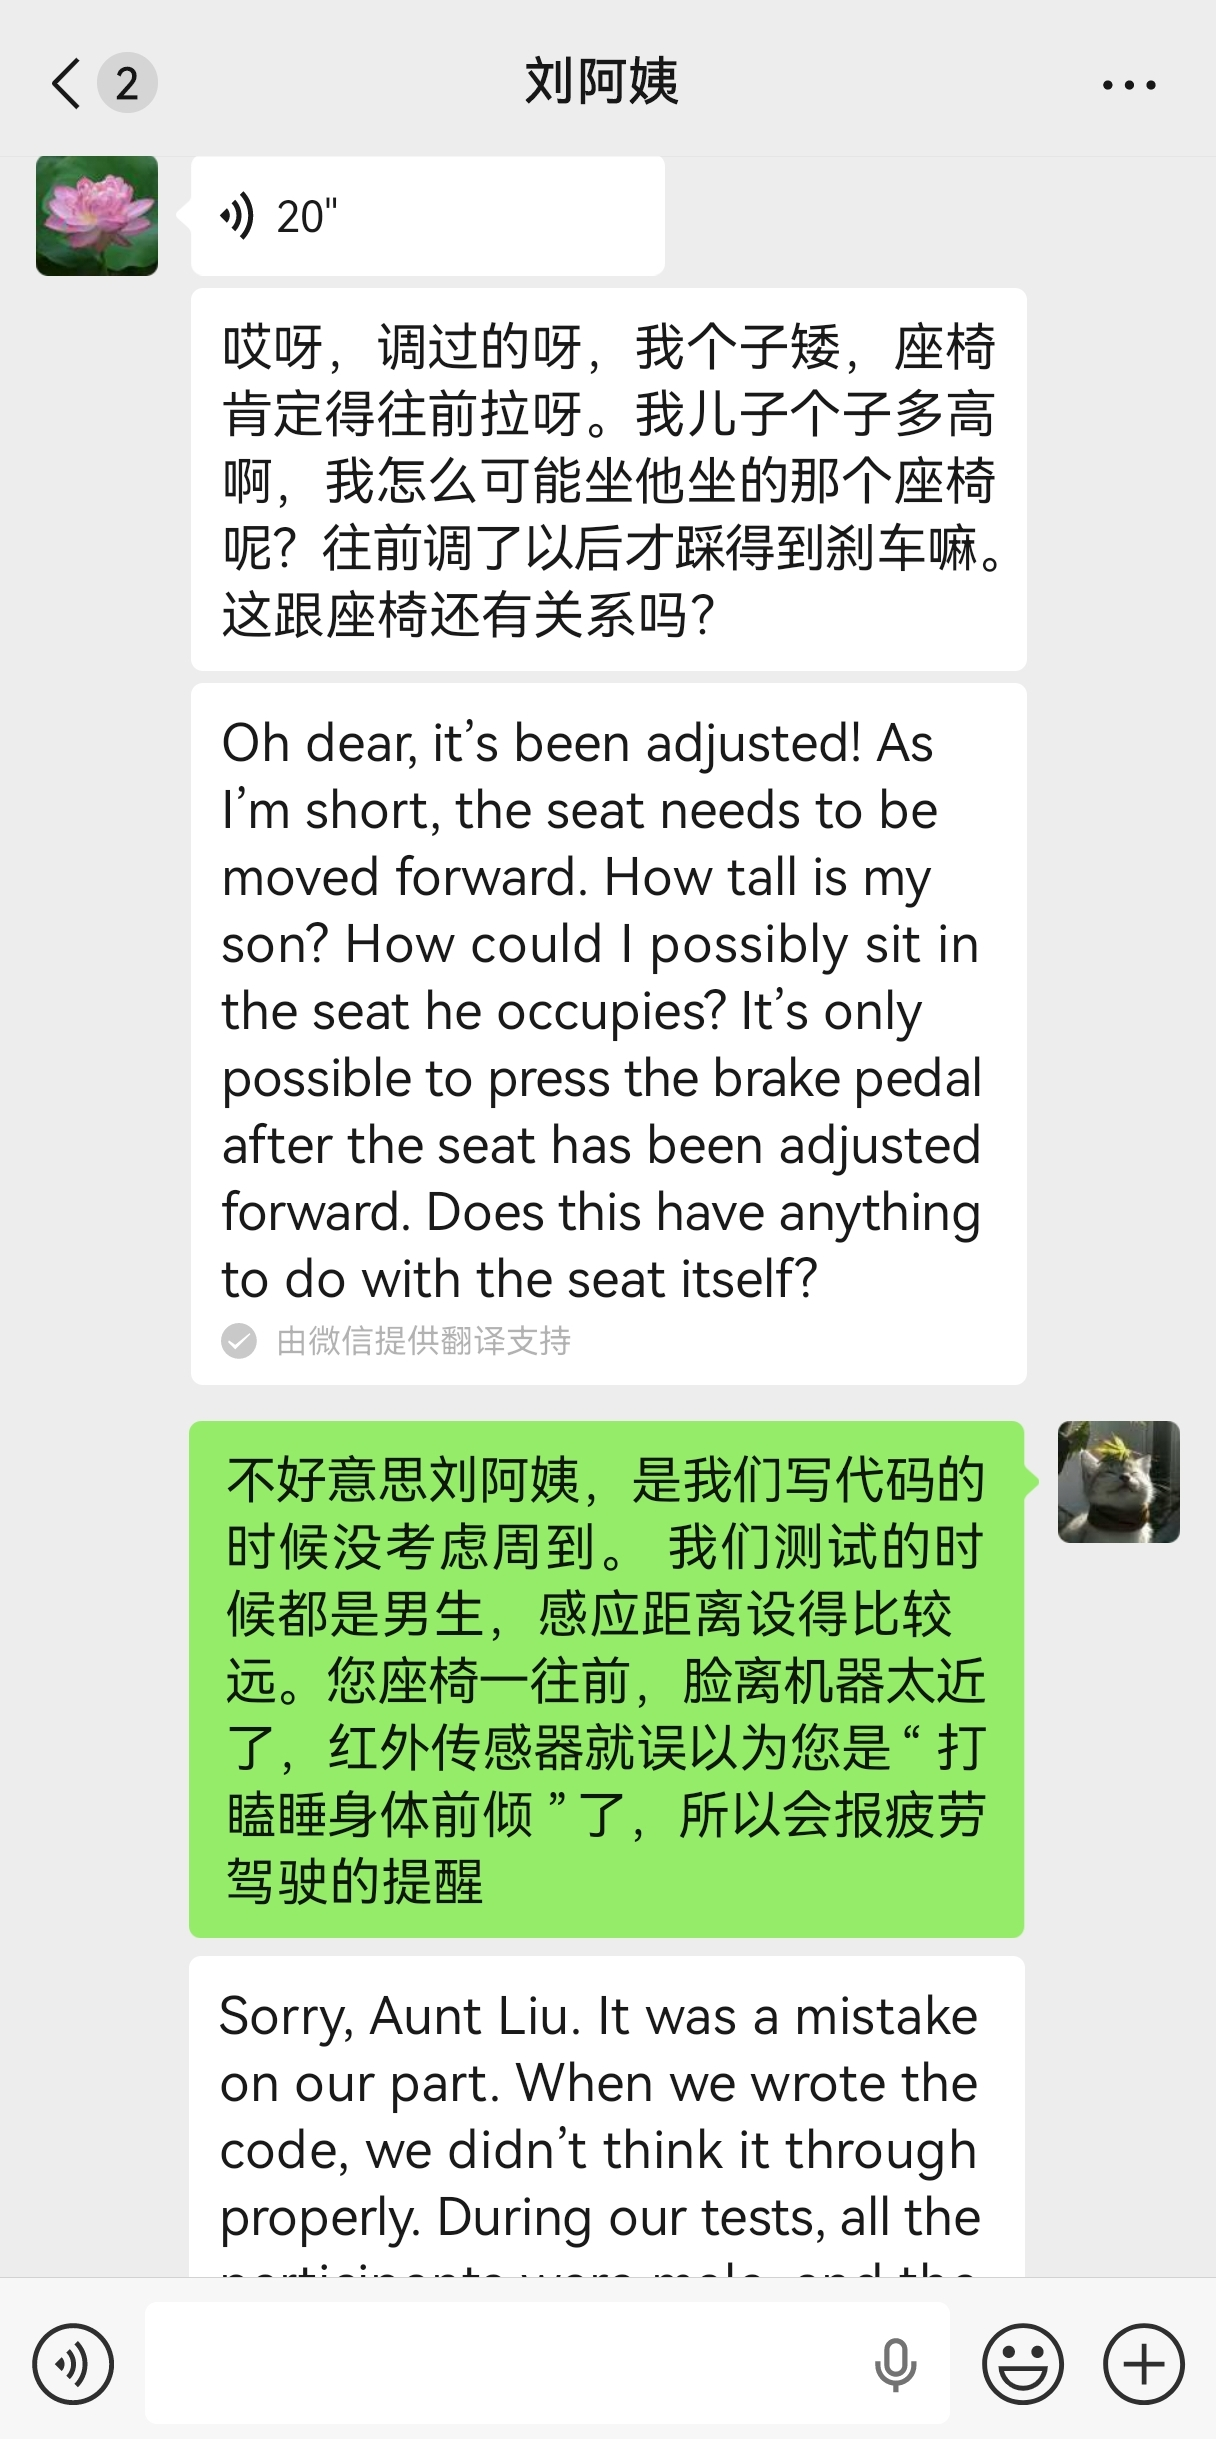 2
刘阿姨
20"
哎呀，调过的呀，我个子矮，座椅
肯定得往前拉呀。我儿子个子多高
啊，我怎么可能坐他坐的那个座椅
呢？往前调了以后才踩得到刹车嘛。
这跟座椅还有关系吗？
Oh dear, it’s been adjusted! As
I’m short, the seat needs to be
moved forward. How tall is my
son? How could I possibly sit in
the seat he occupies? It’s only
possible to press the brake pedal
after the seat has been adjusted
forward. Does this have anything
to do with the seat itself?
由微信提供翻译支持
不好意思刘阿姨，是我们写代码的
时候没考虑周到。 我们测试的时
候都是男生，感应距离设得比较
远。您座椅一往前，脸离机器太近
了，红外传感器就误以为您是“ 打
瞌睡身体前倾 ”了，所以会报疲劳
驾驶的提醒
Sorry, Aunt Liu. It was a mistake
on our part. When we wrote the
code, we didn’t think it through
properly. During our tests, all the
participants were male, and the